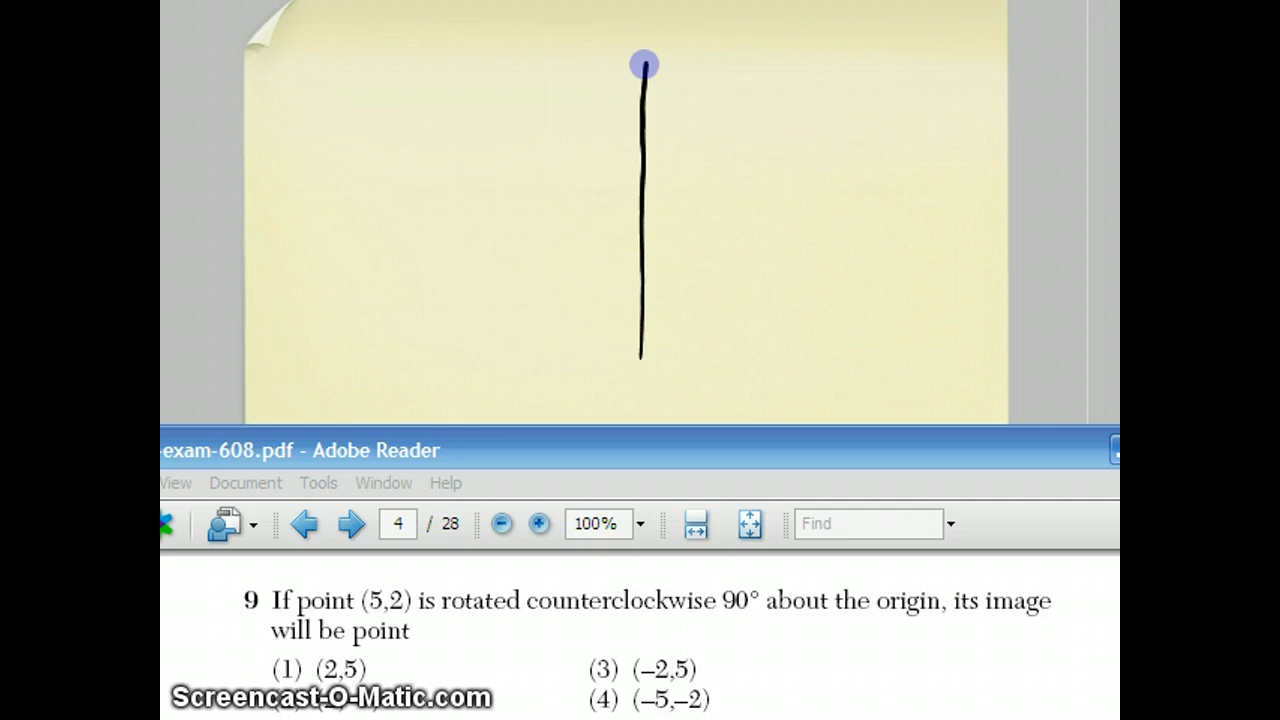 -exam-608.pdf - Adobe Reader
View Document Tools Window Help
4 / 28 100% Find
9 If point (5,2) is rotated counterclockwise 90° about the origin, its image
will be point
(1) (2,5) (3) (–2,5)
(4) (–5,–2)
Screencast-O-Matic.com